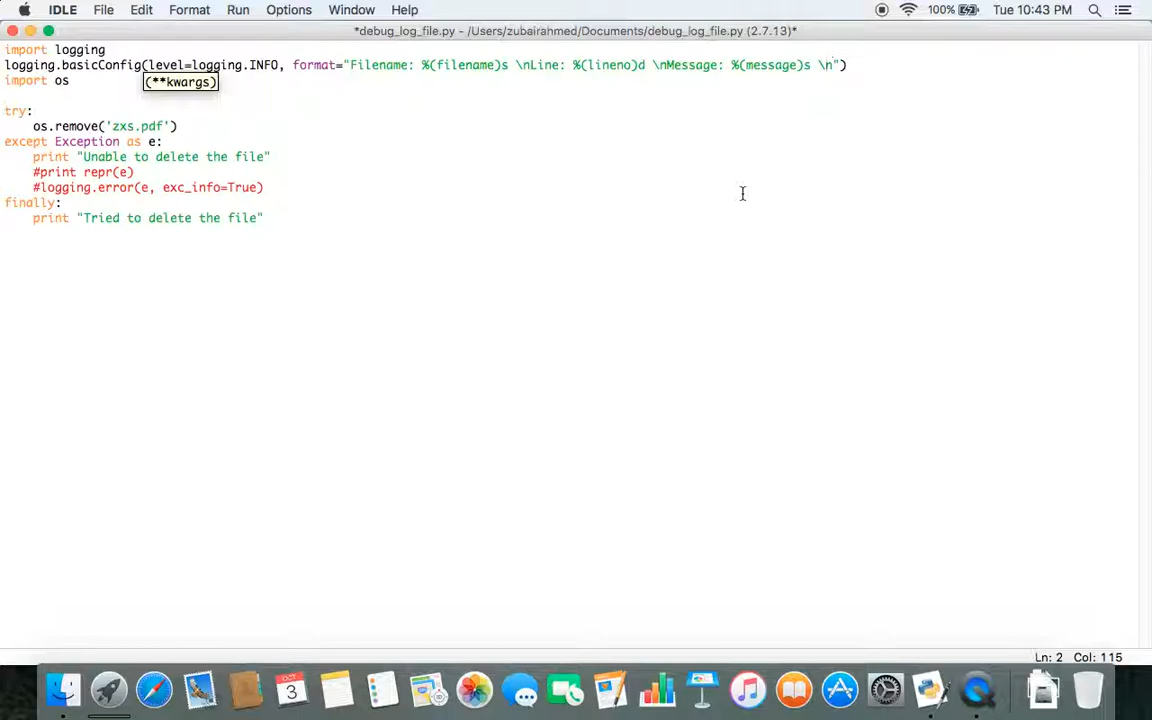 IDLE File Edit Format Run Options Window Help 100% Tue 10:43 PM
*debug_log_file.py - /Users/zubairahmed/Documents/debug_log_file.py (2.7.13)*
import logging
logging.basicConfig(level=logging.INFO, format="Filename: %(filename)s \nLine: %(lineno)d \nMessage: %(message)s \n")
import os
(**kwargs)
try:
    os.remove('zxs.pdf')
except Exception as e:
    print "Unable to delete the file"
    #print repr(e)
    #logging.error(e, exc_info=True)
finally:
    print "Tried to delete the file"
Ln: 2 Col: 115
OCT
3